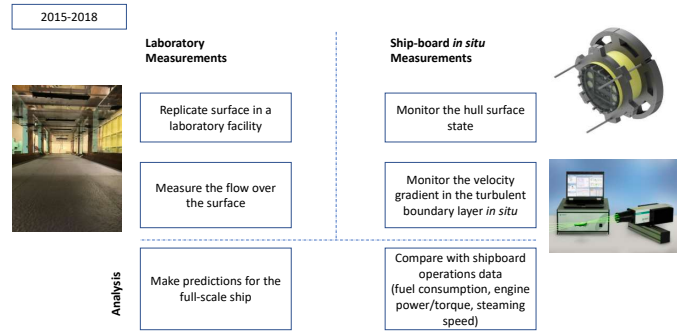 2015-2018
Laboratory
Measurements
Ship-board in situ
Measurements
Replicate surface in a
laboratory facility
Monitor the hull surface
state
Measure the flow over
the surface
Monitor the velocity
gradient in the turbulent
boundary layer in situ
Analysis
Make predictions for the
full-scale ship
Compare with shipboard
operations data
(fuel consumption, engine
power/torque, steaming
speed)